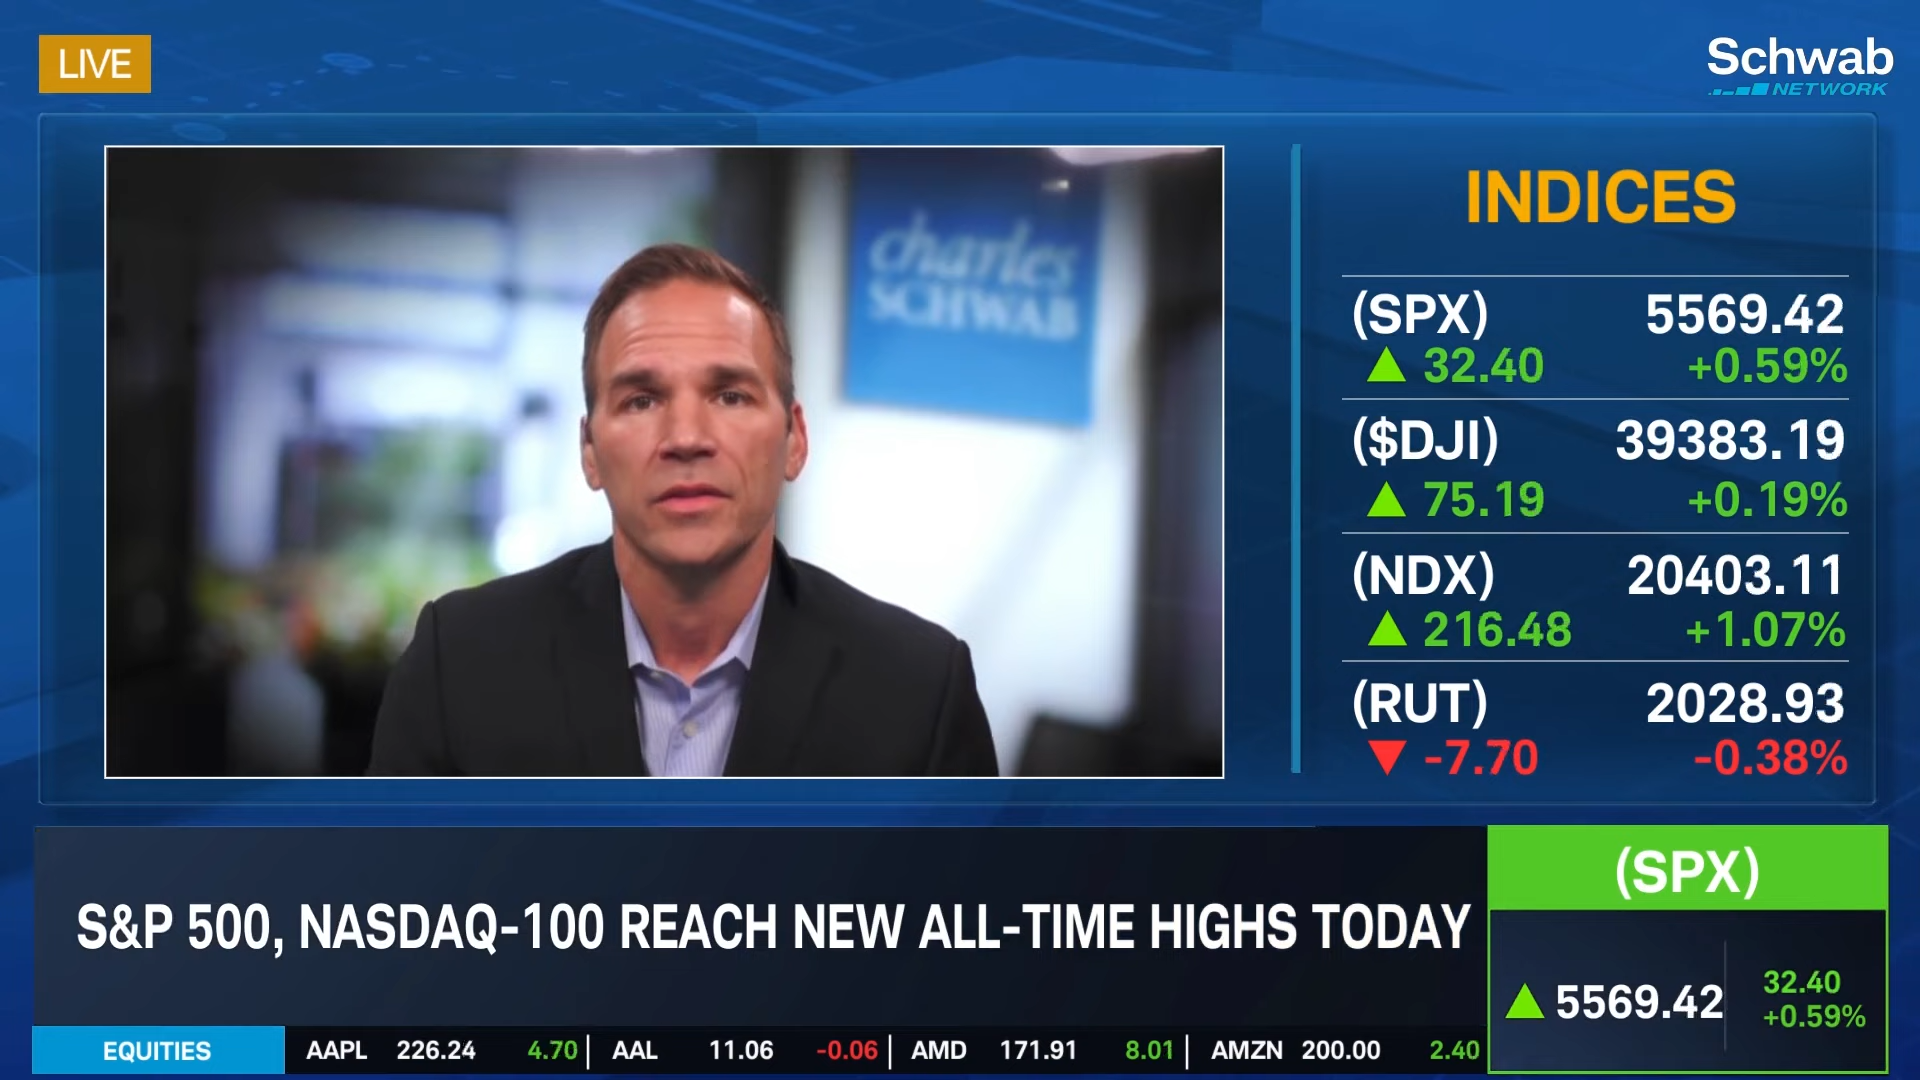 LIVE
Schwab
NETWORK
charles
SCHWAB
INDICES
(SPX) 5569.42
▲ 32.40 +0.59%
($DJI) 39383.19
▲ 75.19 +0.19%
(NDX) 20403.11
▲ 216.48 +1.07%
(RUT) 2028.93
▼ -7.70 -0.38%
S&P 500, NASDAQ-100 REACH NEW ALL-TIME HIGHS TODAY
(SPX)
▲ 5569.42
32.40
+0.59%
EQUITIES AAPL 226.24 4.70 | AAL 11.06 -0.06 | AMD 171.91 8.01 | AMZN 200.00 2.40